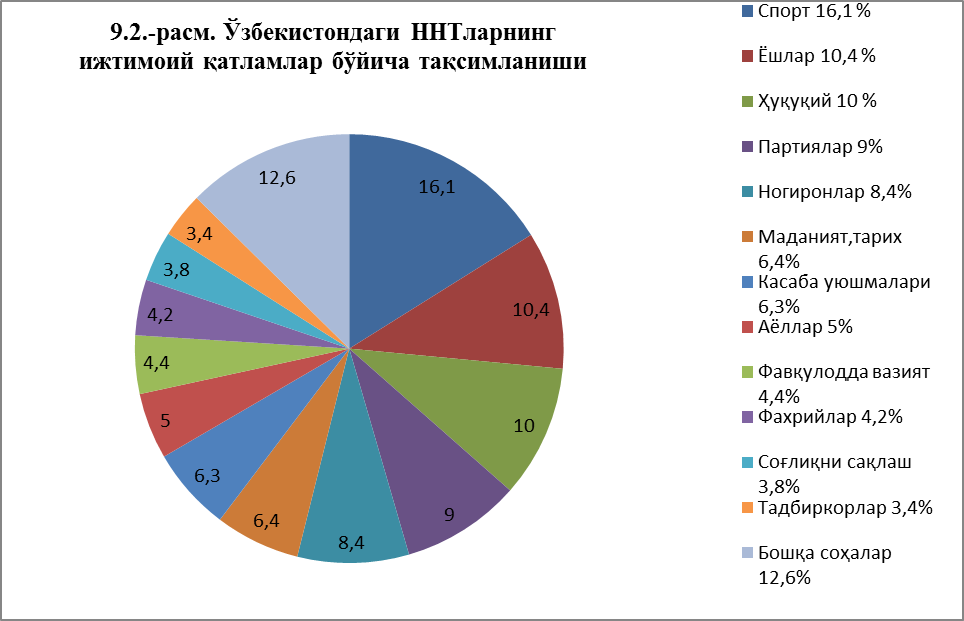 9.2.-расм. Ўзбекистондаги ННТларнинг
ижтимоий қатламлар бўйича тақсимланиши
16,1
10,4
10
9
8,4
6,4
6,3
5
4,4
4,2
3,8
3,4
12,6
Спорт 16,1 %
Ёшлар 10,4 %
Ҳуқуқий 10 %
Партиялар 9%
Ногиронлар 8,4%
Маданият,тарих
6,4%
Касаба уюшмалари
6,3%
Аёллар 5%
Фавқулодда вазият
4,4%
Фахрийлар 4,2%
Соғлиқни сақлаш
3,8%
Тадбиркорлар 3,4%
Бошқа соҳалар
12,6%